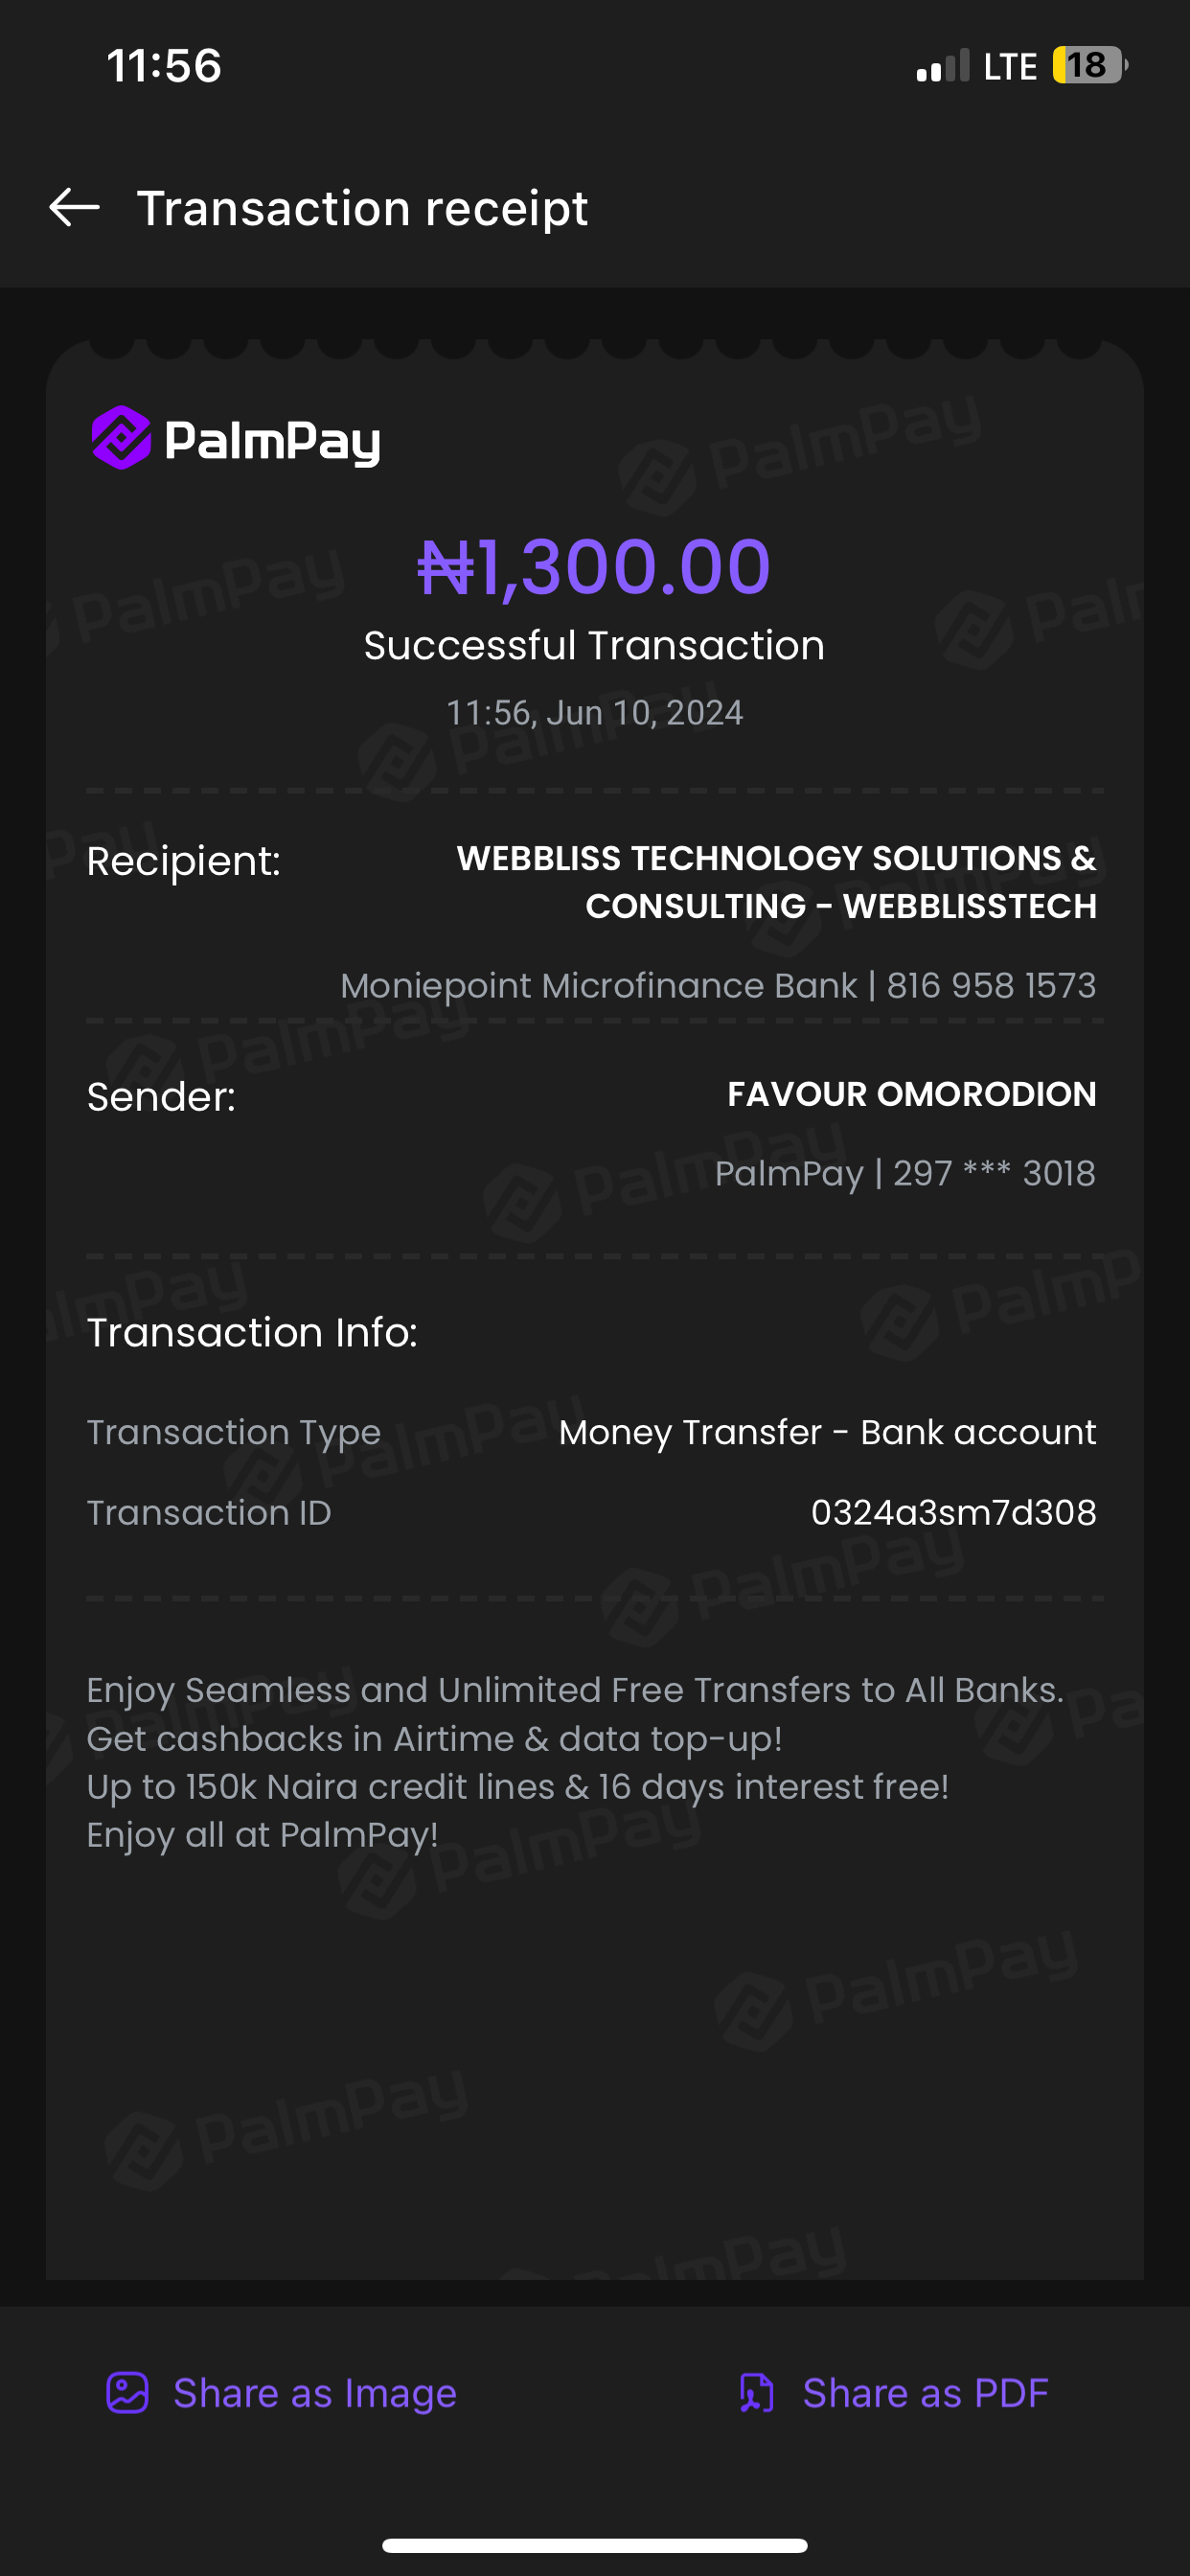 11:56
LTE 18
Transaction receipt
PalmPay
₦1,300.00
Successful Transaction
11:56, Jun 10, 2024
Recipient: WEBBLISS TECHNOLOGY SOLUTIONS &
CONSULTING - WEBBLISSTECH
Moniepoint Microfinance Bank | 816 958 1573
Sender: FAVOUR OMORODION
PalmPay | 297 *** 3018
Transaction Info:
Transaction Type Money Transfer - Bank account
Transaction ID 0324a3sm7d308
Enjoy Seamless and Unlimited Free Transfers to All Banks.
Get cashbacks in Airtime & data top-up!
Up to 150k Naira credit lines & 16 days interest free!
Enjoy all at PalmPay!
Share as Image Share as PDF